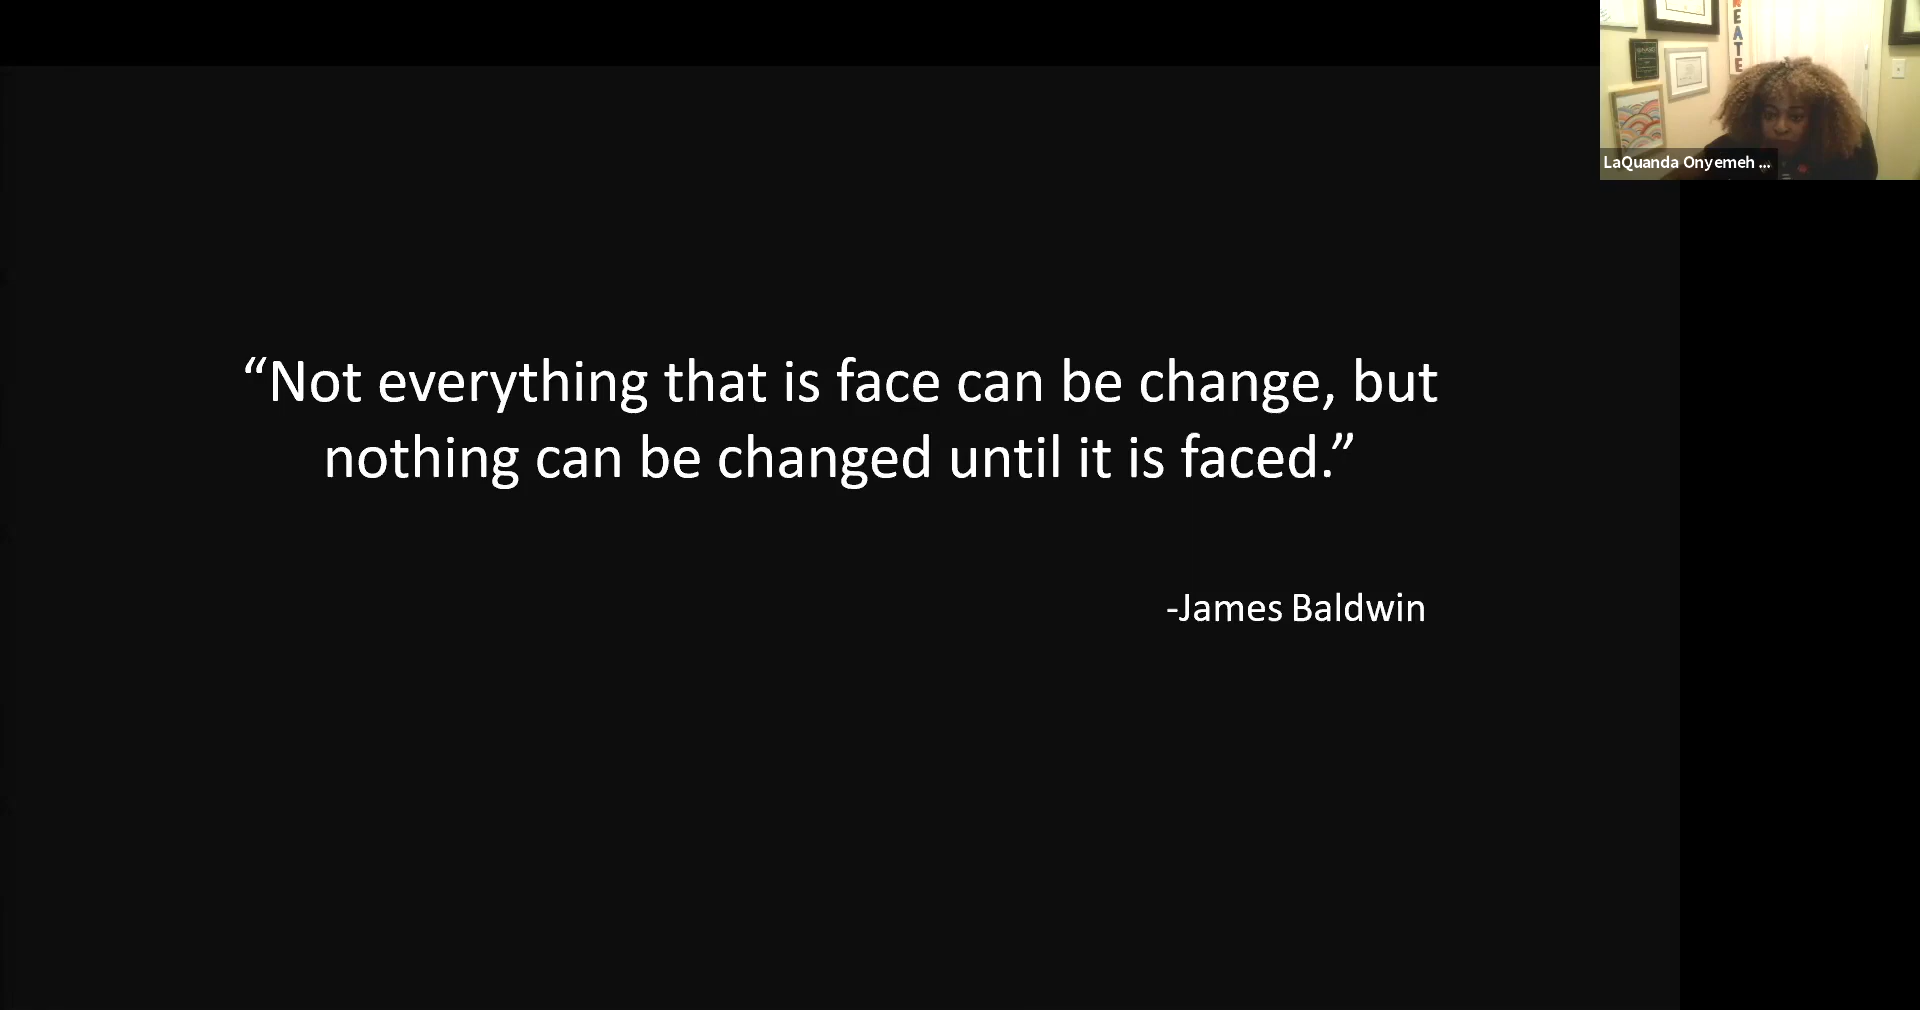 “Not everything that is face can be change, but
nothing can be changed until it is faced.”
-James Baldwin
EATE
LaQuanda Onyemeh ...